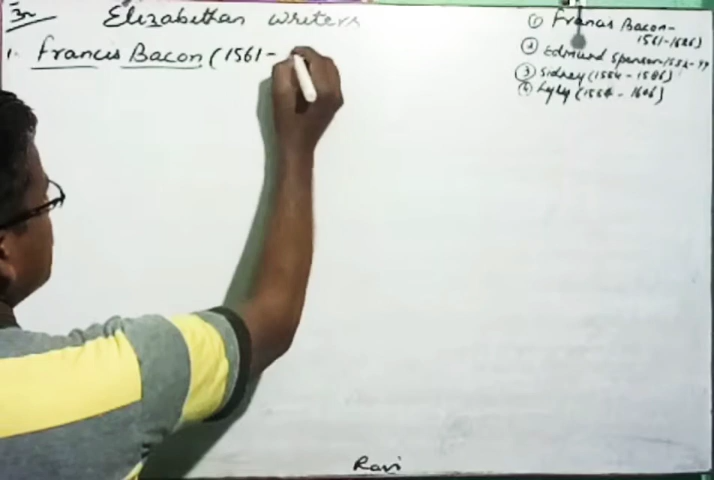 Elizabethan writers
1. Francis Bacon (1561-
① Francis Bacon-
1561-1626)
② Edmund Spenser-1552-99
③ Sidney (1554-1586)
④ Lyly (1554-1606)
Ravi